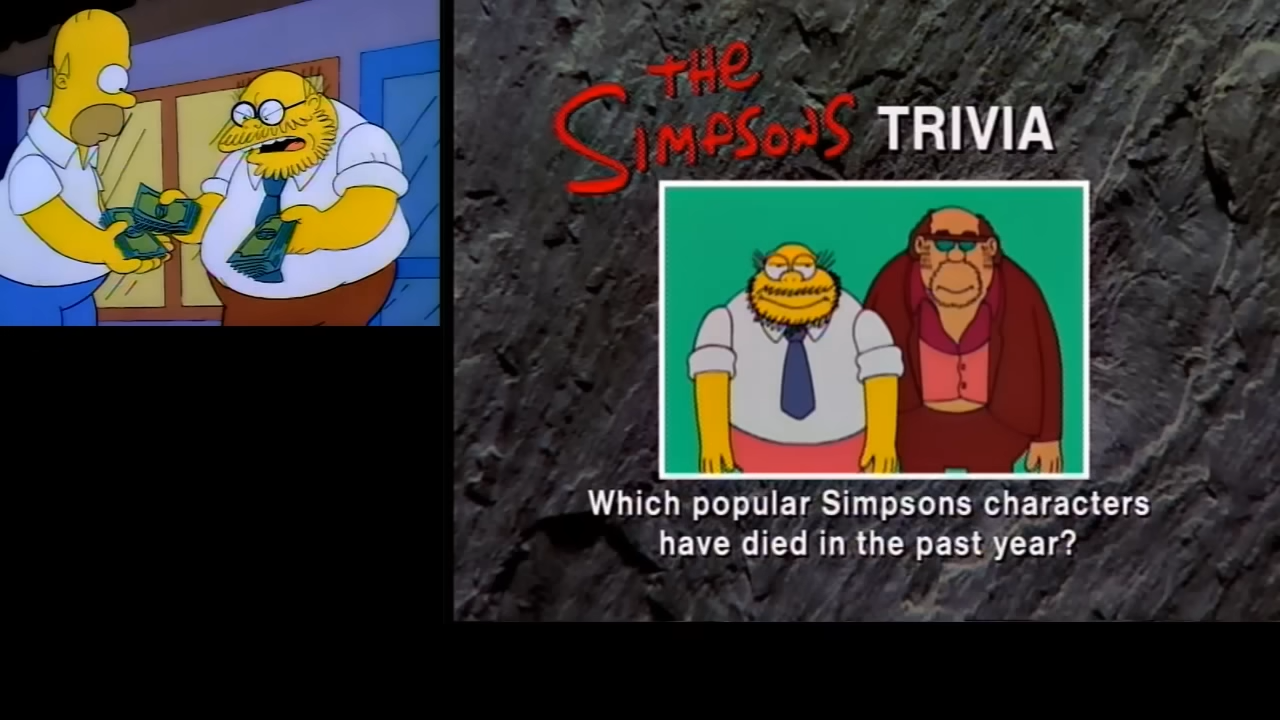 THE
SIMPSONS TRIVIA
Which popular Simpsons characters
have died in the past year?